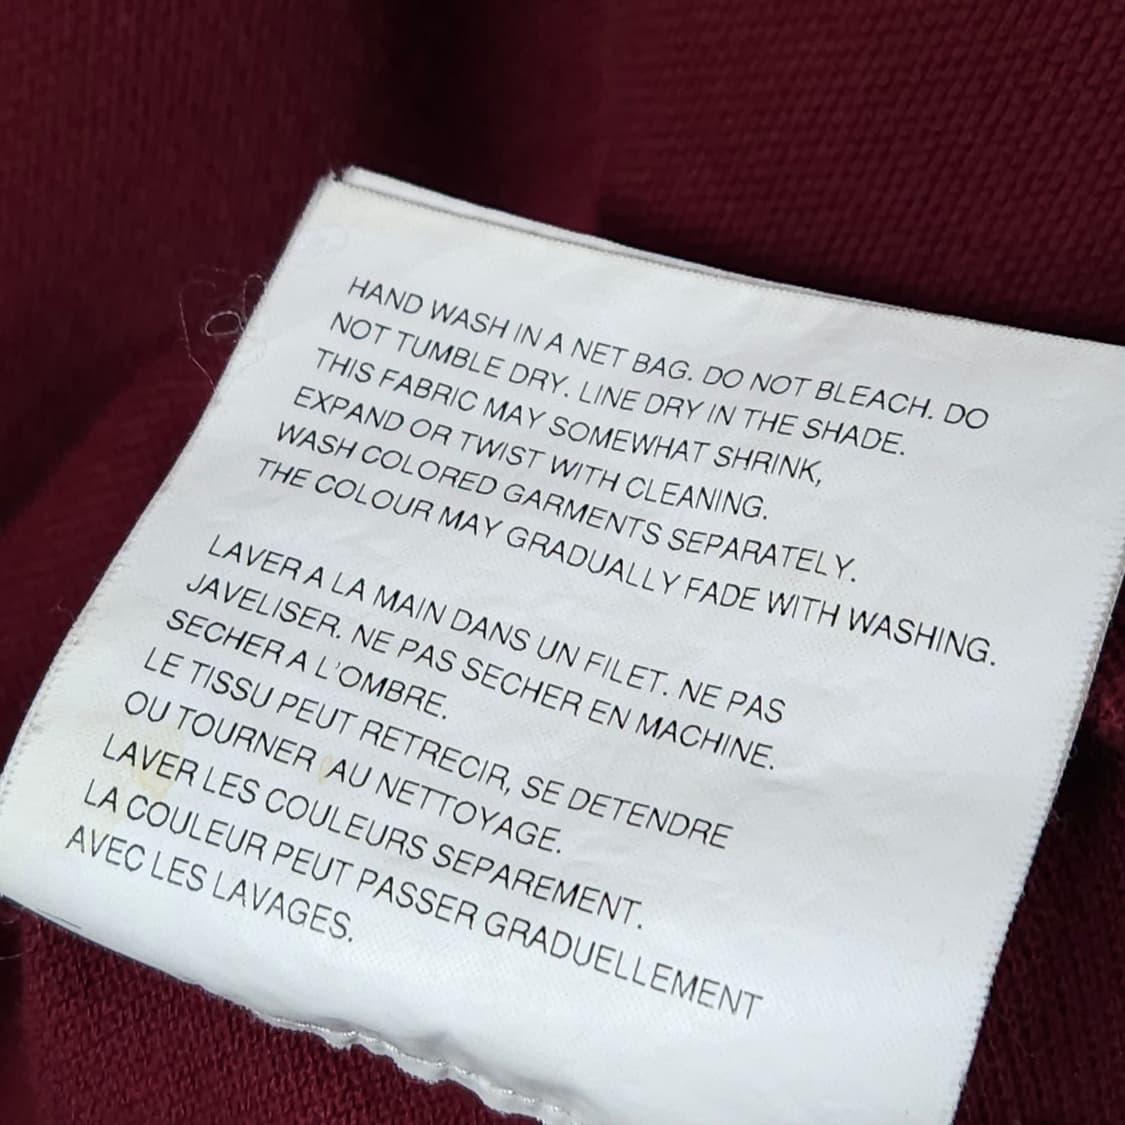 HAND WASH IN A NET BAG. DO NOT BLEACH. DO
NOT TUMBLE DRY. LINE DRY IN THE SHADE.
THIS FABRIC MAY SOMEWHAT SHRINK,
EXPAND OR TWIST WITH CLEANING.
WASH COLORED GARMENTS SEPARATELY.
THE COLOUR MAY GRADUALLY FADE WITH WASHING.
LAVER A LA MAIN DANS UN FILET. NE PAS
JAVELISER. NE PAS SECHER EN MACHINE.
SECHER A L'OMBRE.
LE TISSU PEUT RETRECIR, SE DETENDRE
OU TOURNER AU NETTOYAGE.
LAVER LES COULEURS SEPAREMENT.
LA COULEUR PEUT PASSER GRADUELLEMENT
AVEC LES LAVAGES.